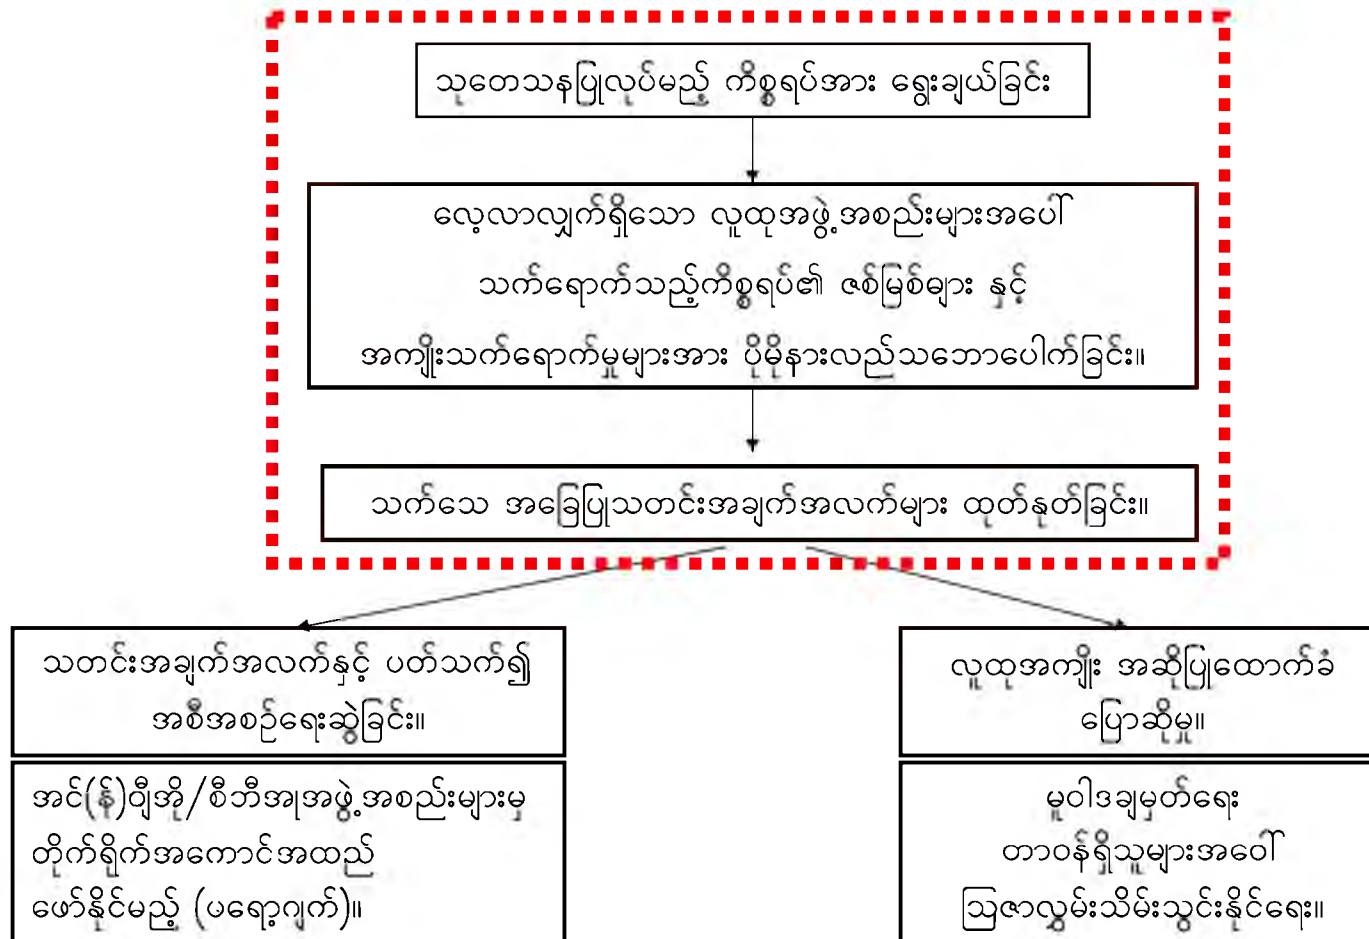 သုတေသနပြုလုပ်မည့် ကိစ္စရပ်အား ရွေးချယ်ခြင်း
လေ့လာလျှက်ရှိသော လူထုအဖွဲ့အစည်းများအပေါ်
သက်ရောက်သည့်ကိစ္စရပ်၏ ဇစ်မြစ်များ နှင့်
အကျိုးသက်ရောက်မှုများအား ပိုမိုနားလည်သဘောပေါက်ခြင်း။
သက်သေ အခြေပြုသတင်းအချက်အလက်များ ထုတ်နုတ်ခြင်း။
သတင်းအချက်အလက်နှင့် ပတ်သက်၍
အစီအစဉ်ရေးဆွဲခြင်း။
အင်(န်)ဂျီအို/စီဘီအုအဖွဲ့အစည်းများမှ
တိုက်ရိုက်အကောင်အထည်
ဖော်နိုင်မည့် (ပရော့ဂျက်)။
လူထုအကျိုး အဆိုပြုထောက်ခံ
ပြောဆိုမှု။
မူဝါဒချမှတ်ရေး
တာဝန်ရှိသူများအပေါ်
သြဇာလွှမ်းသိမ်းသွင်းနိုင်ရေး။